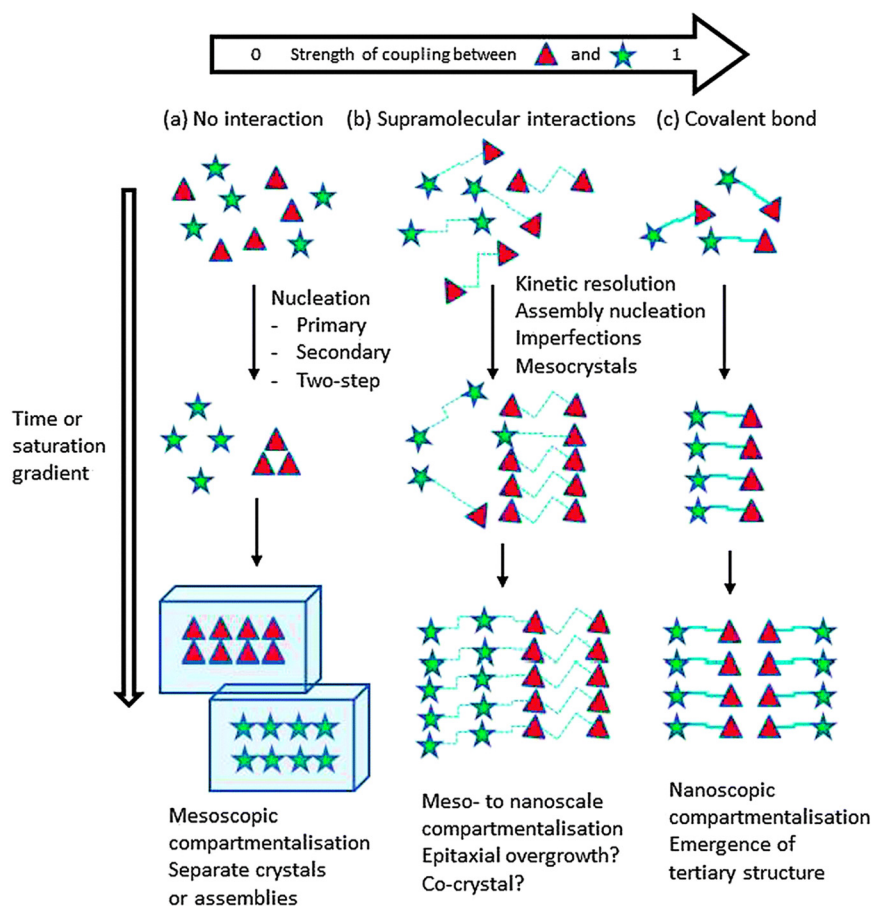 0 Strength of coupling between and 1
(a) No interaction
(b) Supramolecular interactions
(c) Covalent bond
Nucleation
- Primary
- Secondary
- Two-step
Kinetic resolution
Assembly nucleation
Imperfections
Mesocrystals
Time or
saturation
gradient
Mesoscopic
compartmentalisation
Separate crystals
or assemblies
Meso- to nanoscale
compartmentalisation
Epitaxial overgrowth?
Co-crystal?
Nanoscopic
compartmentalisation
Emergence of
tertiary structure